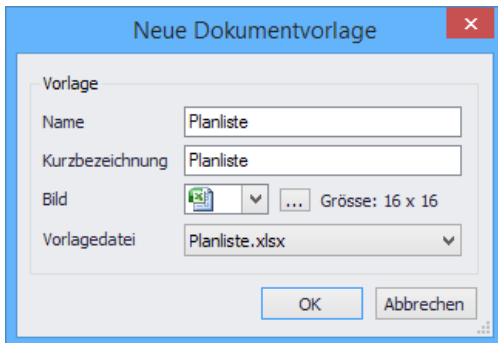 Neue Dokumentvorlage
Vorlage
Name Planliste
Kurzbezeichnung Planliste
Bild ... Grösse: 16 x 16
Vorlagedatei Planliste.xlsx
OK Abbrechen